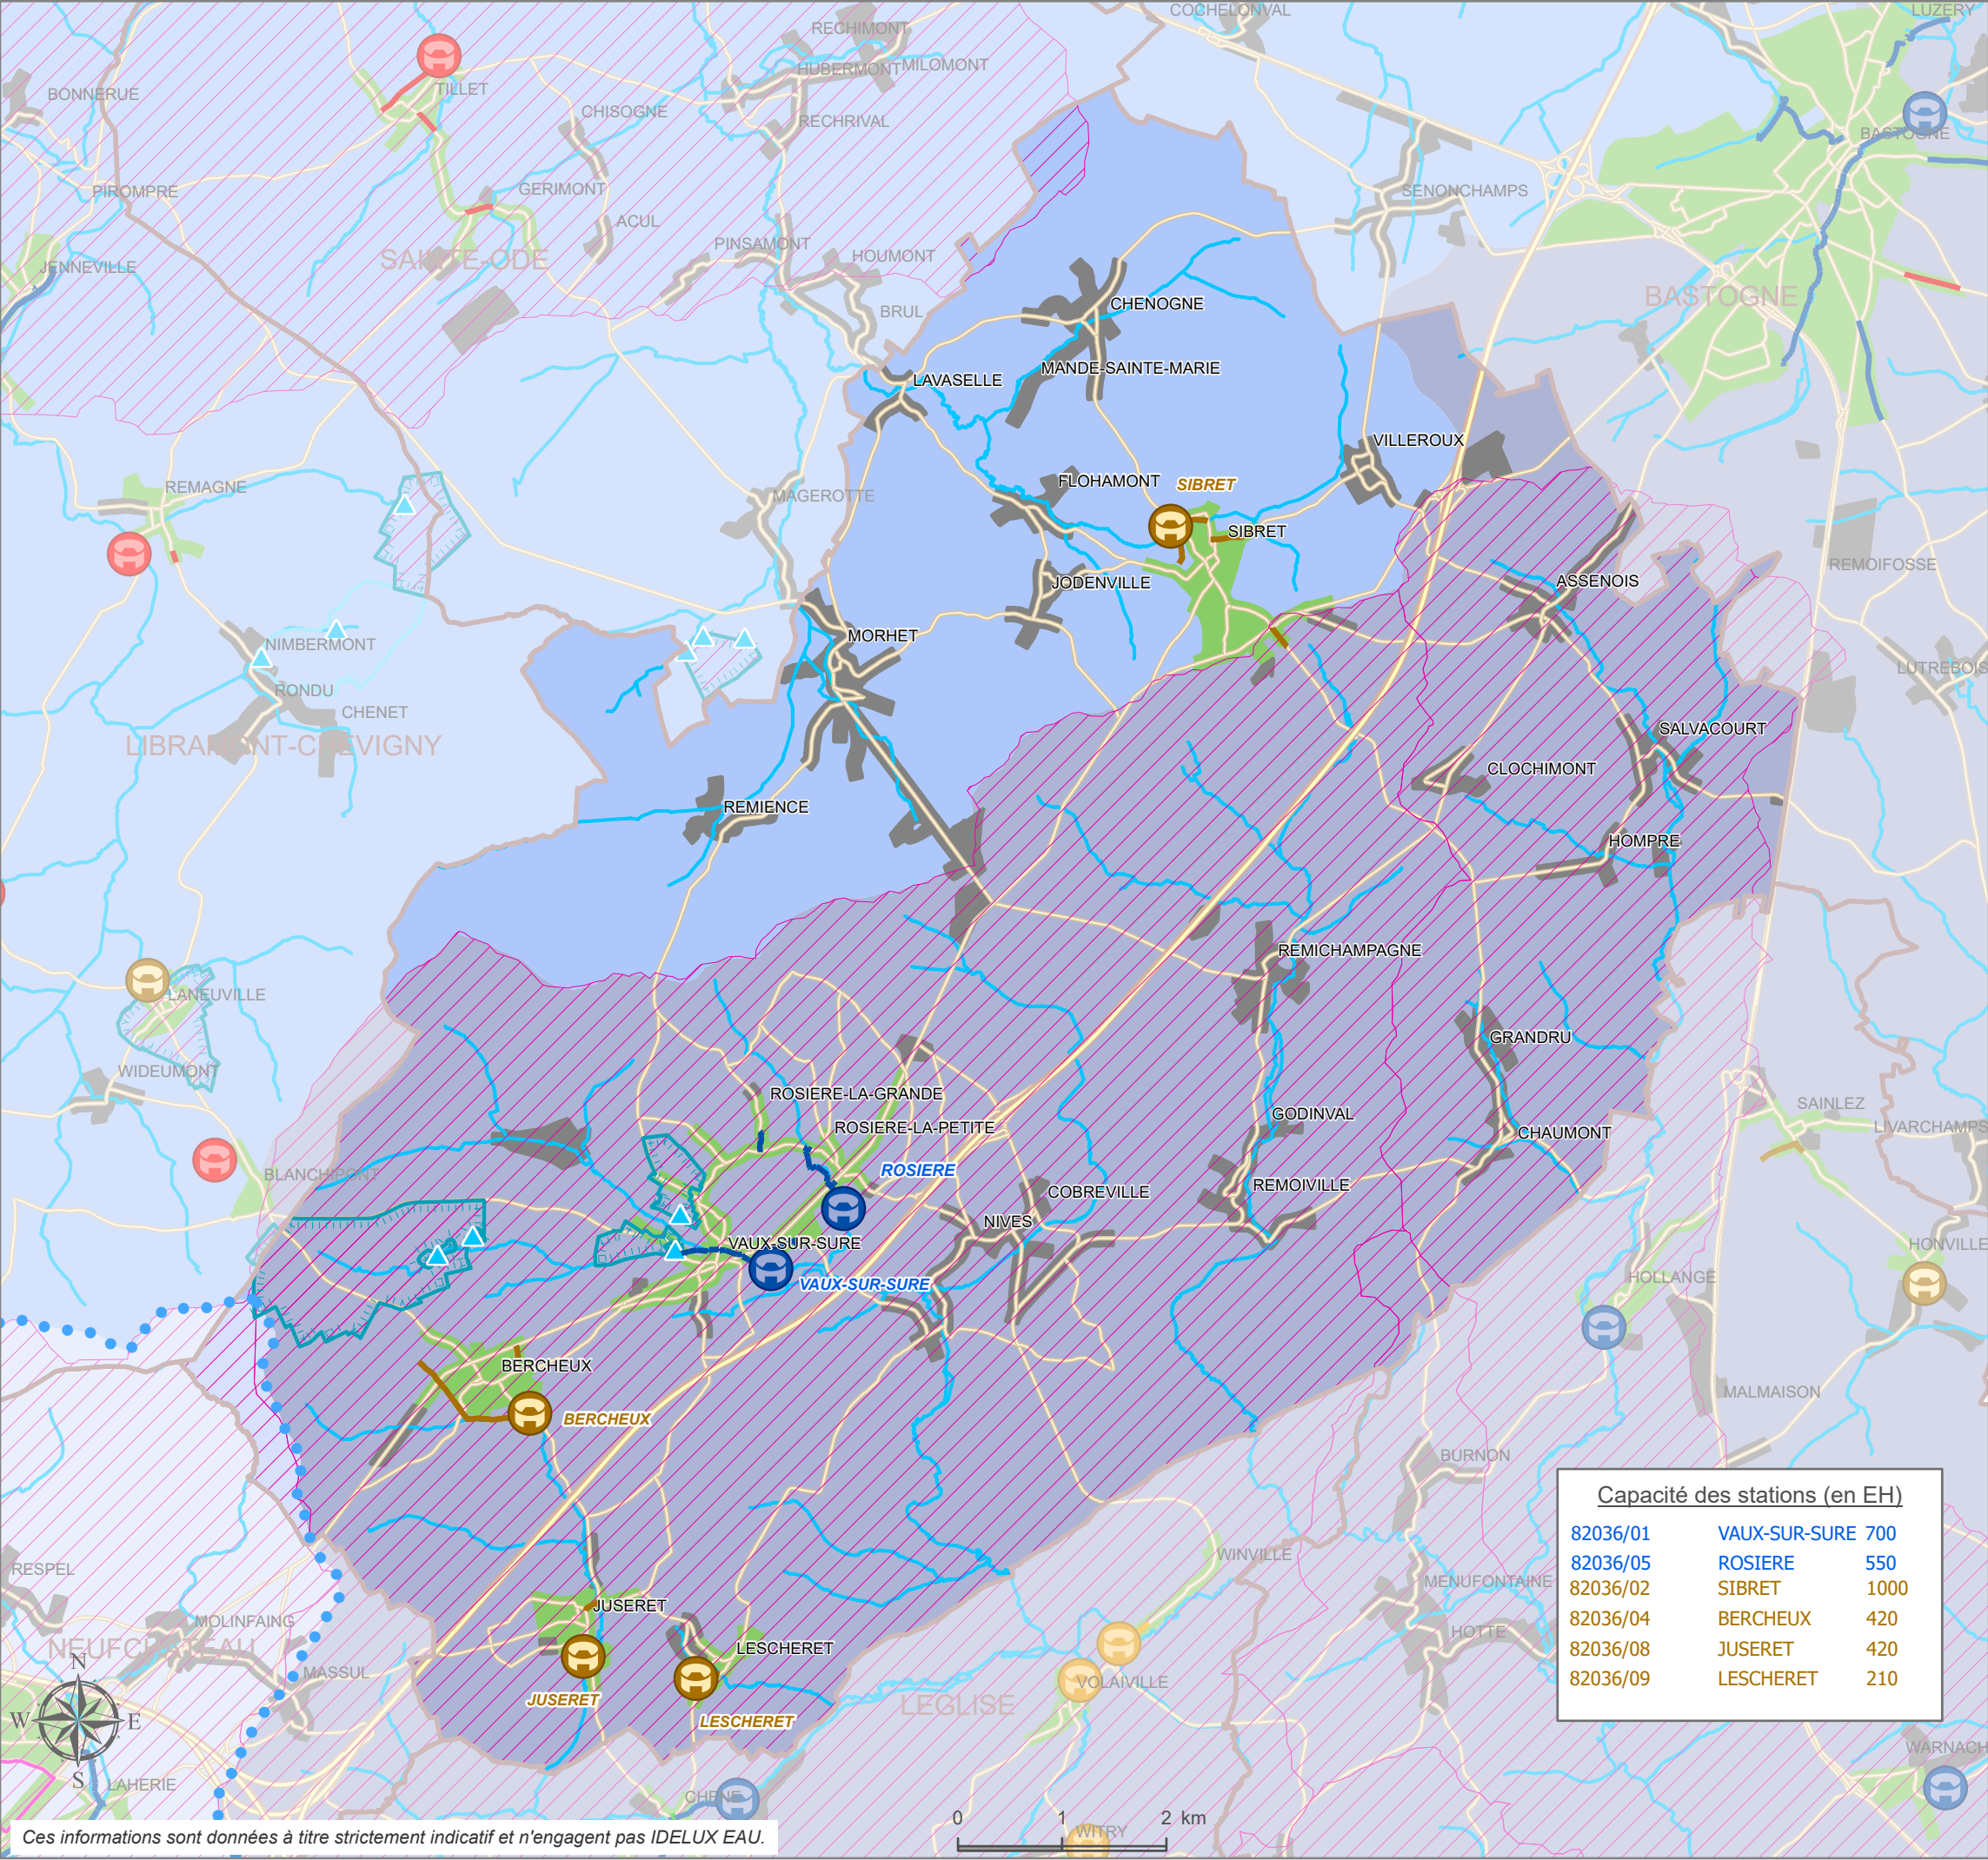 COCHELONVAL
LUZERY
RECHIMONT
HUBERMONT
MILOMONT
TILLET
BONNERUE
CHISOGNE
RECHRIVAL
BASTOGNE
PIROMPRE
GERIMONT
SENONCHAMPS
ACUL
PINSAMONT
HOUMONT
SAINTE-ODE
JENNEVILLE
BASTOGNE
CHENOGNE
BRUL
MANDE-SAINTE-MARIE
LAVASELLE
VILLEROUX
REMAGNE
MAGEROTTE
FLOHAMONT
SIBRET
SIBRET
REMOIFOSSE
JODENVILLE
ASSENOIS
NIMBERMONT
MORHET
LUTREBOIS
RONDU
CHENET
LIBRAMONT-CHEVIGNY
SALVACOURT
CLOCHIMONT
REMIENCE
HOMPRE
REMICHAMPAGNE
LANEUVILLE
GRANDRU
WIDEUMONT
ROSIERE-LA-GRANDE
SAINLEZ
GODINVAL
ROSIERE-LA-PETITE
CHAUMONT
LIVARCHAMPS
BLANCHIPONT
ROSIERE
COBREVILLE
REMOIVILLE
NIVES
VAUX-SUR-SURE
HONVILLE
VAUX-SUR-SURE
HOLLANGE
BERCHEUX
BERCHEUX
MALMAISON
BURNON
Capacité des stations (en EH)
82036/01 VAUX-SUR-SURE 700
82036/05 ROSIERE 550
82036/02 SIBRET 1000
82036/04 BERCHEUX 420
82036/08 JUSERET 420
82036/09 LESCHERET 210
WINVILLE
RESPEL
MENUFONTAINE
JUSERET
MOLINFAING
HOTTE
NEUFCHATEAU
LESCHERET
MASSUL
VOLAIVILLE
JUSERET
LEGLISE
LESCHERET
N
W E
S
WARNACH
LAHERIE
CHENE
0 1 2 km
WITRY
Ces informations sont données à titre strictement indicatif et n'engagent pas IDELUX EAU.